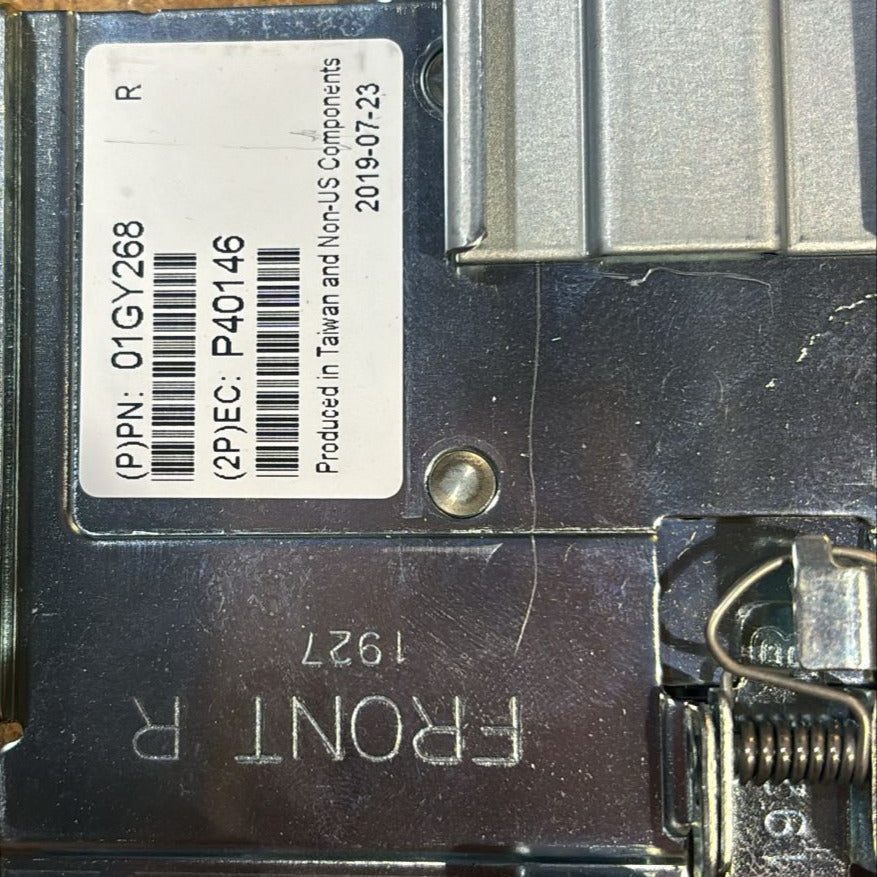 (P)PN: 01GY268 R
(2P)EC: P40146
Produced in Taiwan and Non-US Components
2019-07-23
1927
FRONT R